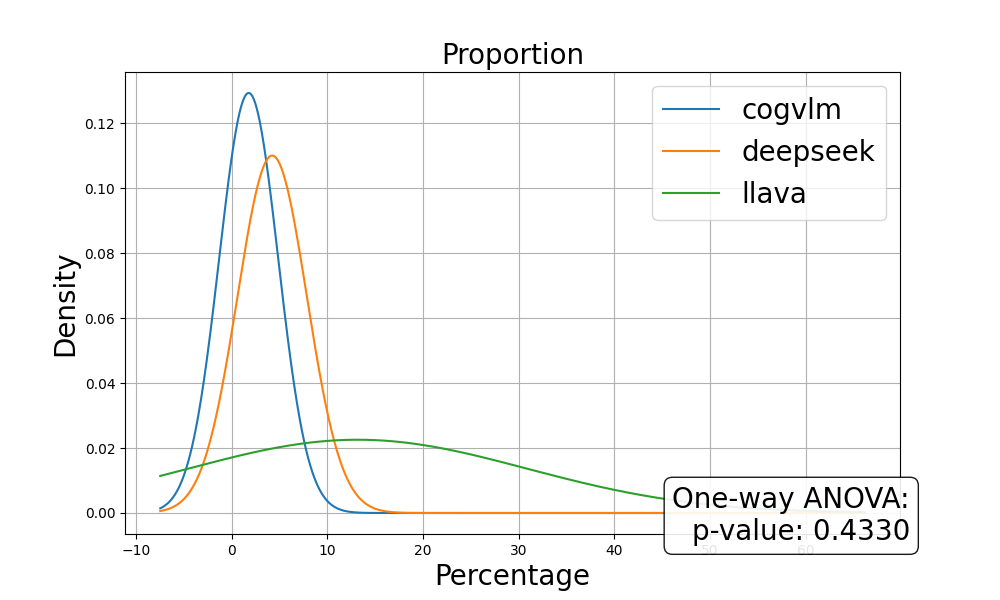 Proportion
cogvlm
deepseek
llava
Density
0.12
0.10
0.08
0.06
0.04
0.02
0.00
One-way ANOVA:
p-value: 0.4330
−10
0
10
20
30
40
50
60
Percentage